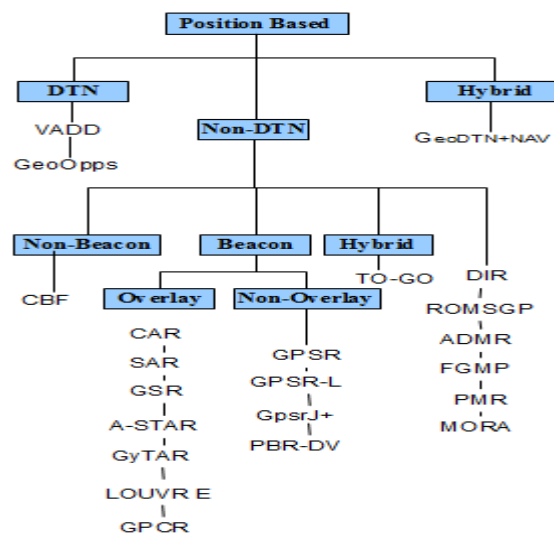 Position Based
DTN
Hybrid
VADD
Non-DTN
GeoDTN+NAV
GeoOpps
Non-Beacon
Beacon
Hybrid
CBF
TO-GO
DIR
Overlay
Non-Overlay
ROMSGP
CAR
GPSR
ADMR
SAR
GPSR-L
FGMP
GSR
GpsrJ+
PMR
A-STAR
PBR-DV
MORA
GyTAR
LOUVRE
GPCR